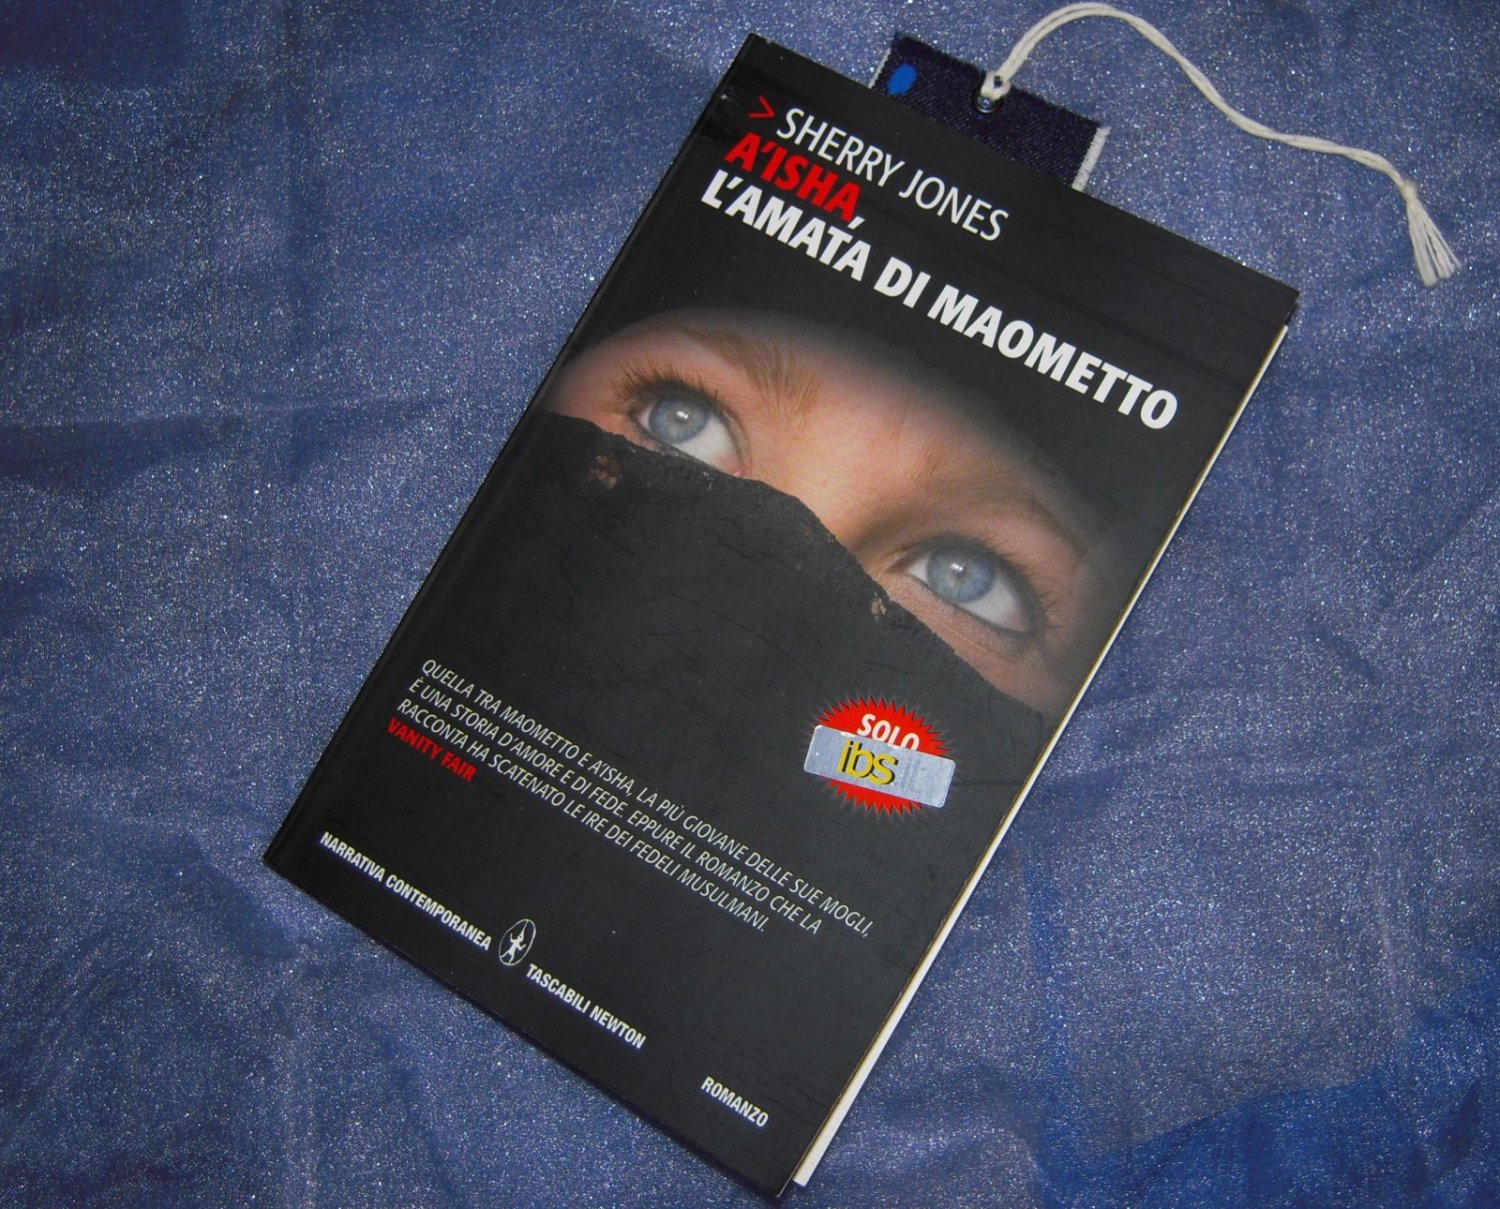 > SHERRY JONES
A'ISHA,
L'AMATA DI MAOMETTO
SOLO
ibs
QUELLA TRA MAOMETTO E A'ISHA, LA PIÙ GIOVANE DELLE SUE MOGLI,
È UNA STORIA D'AMORE E DI FEDE. EPPURE IL ROMANZO CHE LA
RACCONTA HA SCATENATO LE IRE DEI FEDELI MUSULMANI.
VANITY FAIR
NARRATIVA CONTEMPORANEA TASCABILI NEWTON
ROMANZO